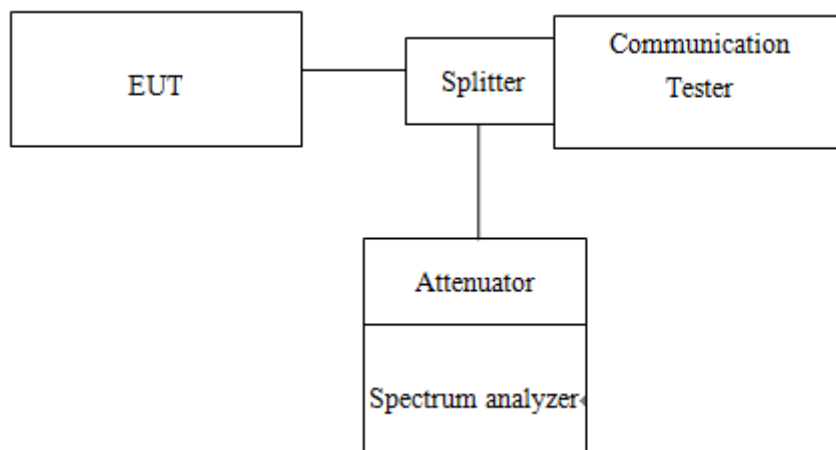 EUT
Splitter
Communication
Tester
Attenuator
Spectrum analyzer